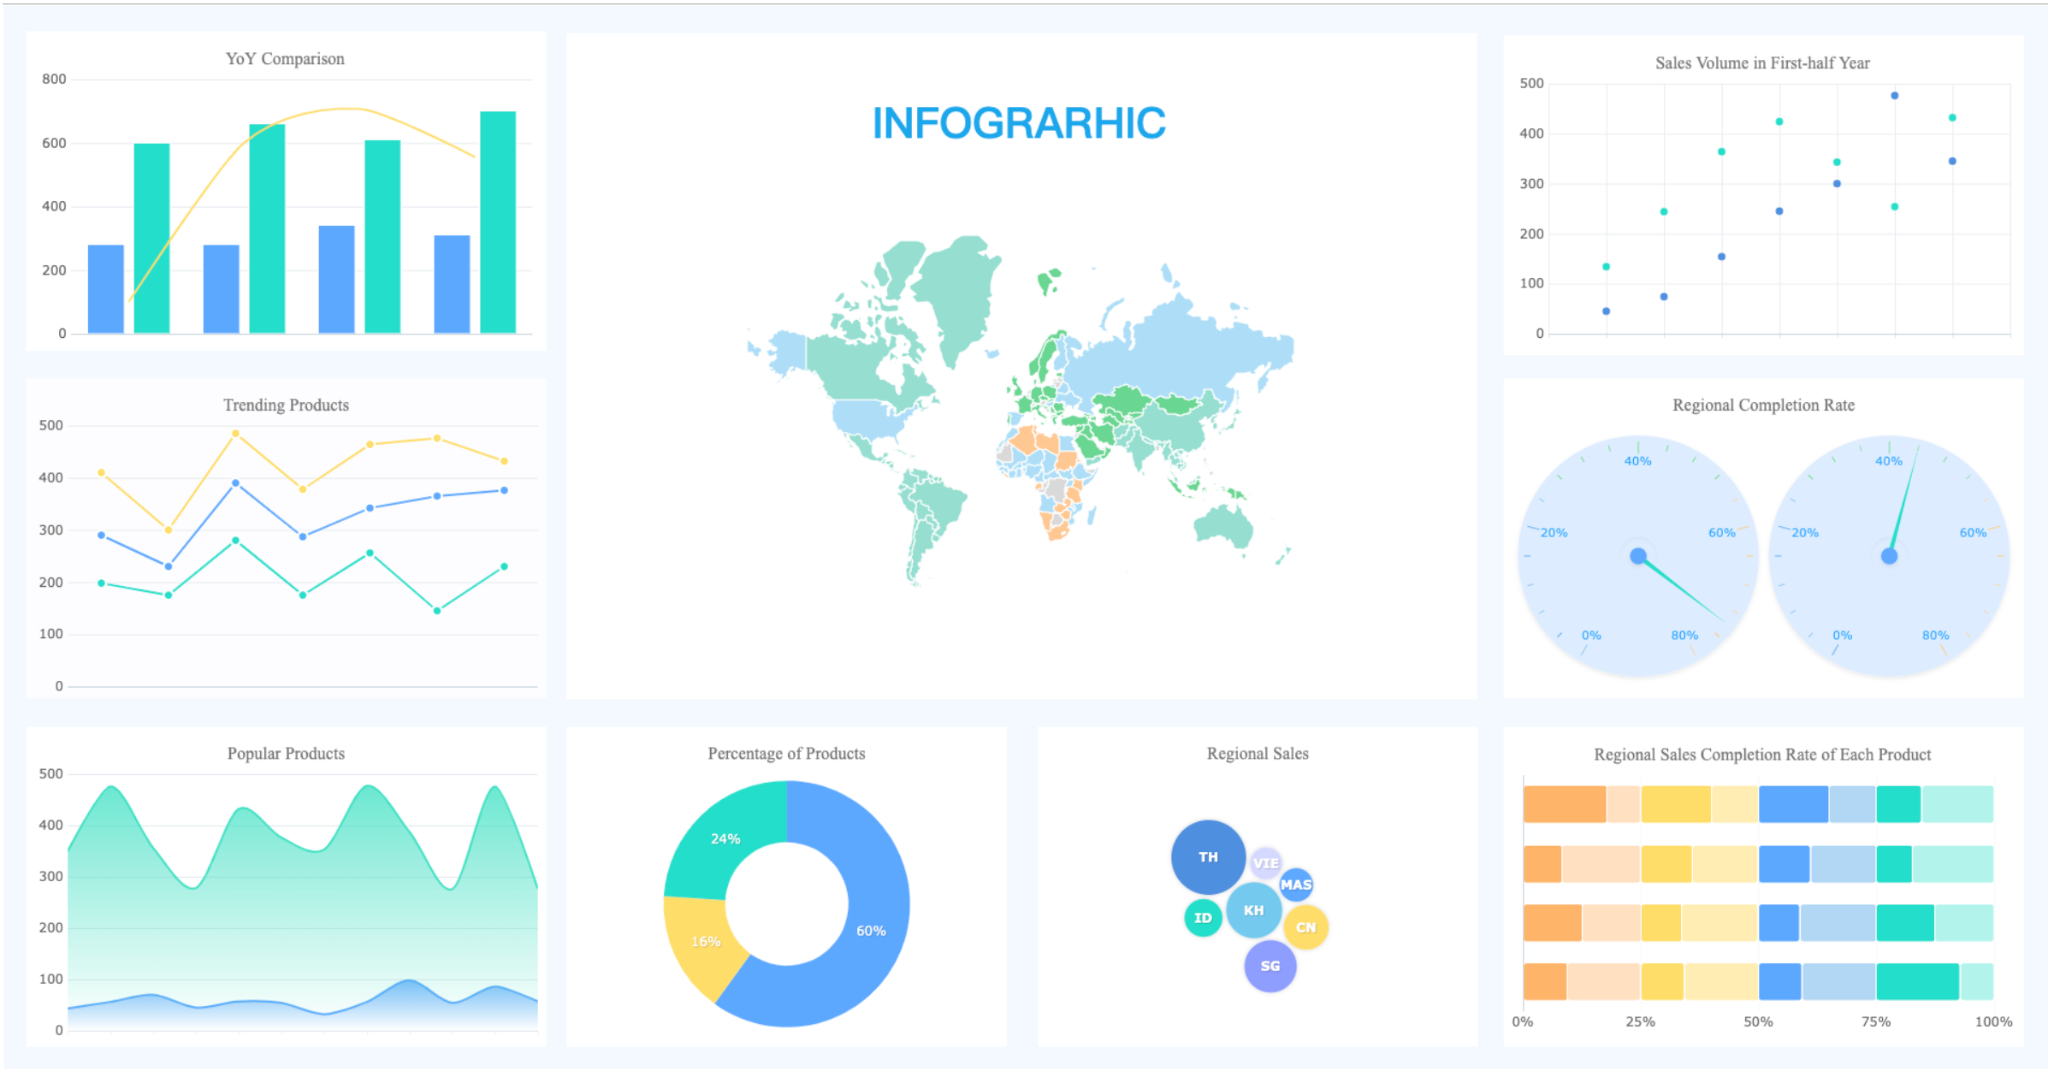 YoY Comparison
800
600
400
200
0
INFOGRARHIC
Sales Volume in First-half Year
500
400
300
200
100
0
Trending Products
500
400
300
200
100
0
Regional Completion Rate
40%
20%
60%
0%
80%
40%
20%
60%
0%
80%
Popular Products
500
400
300
200
100
0
Percentage of Products
24%
16%
60%
Regional Sales
TH
VIE
MAS
ID
KH
CN
SG
Regional Sales Completion Rate of Each Product
0% 25% 50% 75% 100%